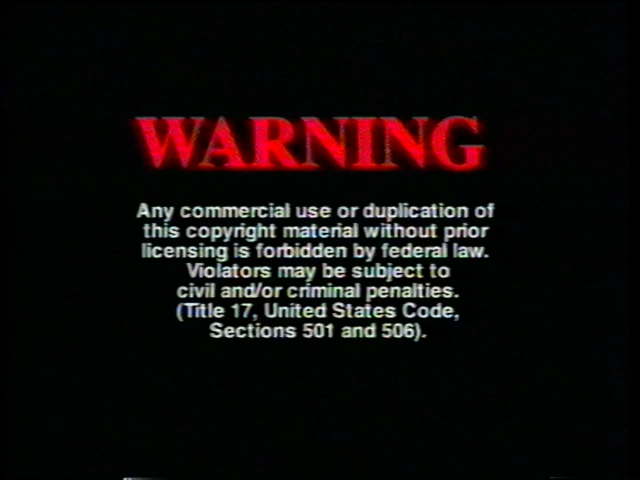 WARNING
Any commercial use or duplication of
this copyright material without prior
licensing is forbidden by federal law.
Violators may be subject to
civil and/or criminal penalties.
(Title 17, United States Code,
Sections 501 and 506).